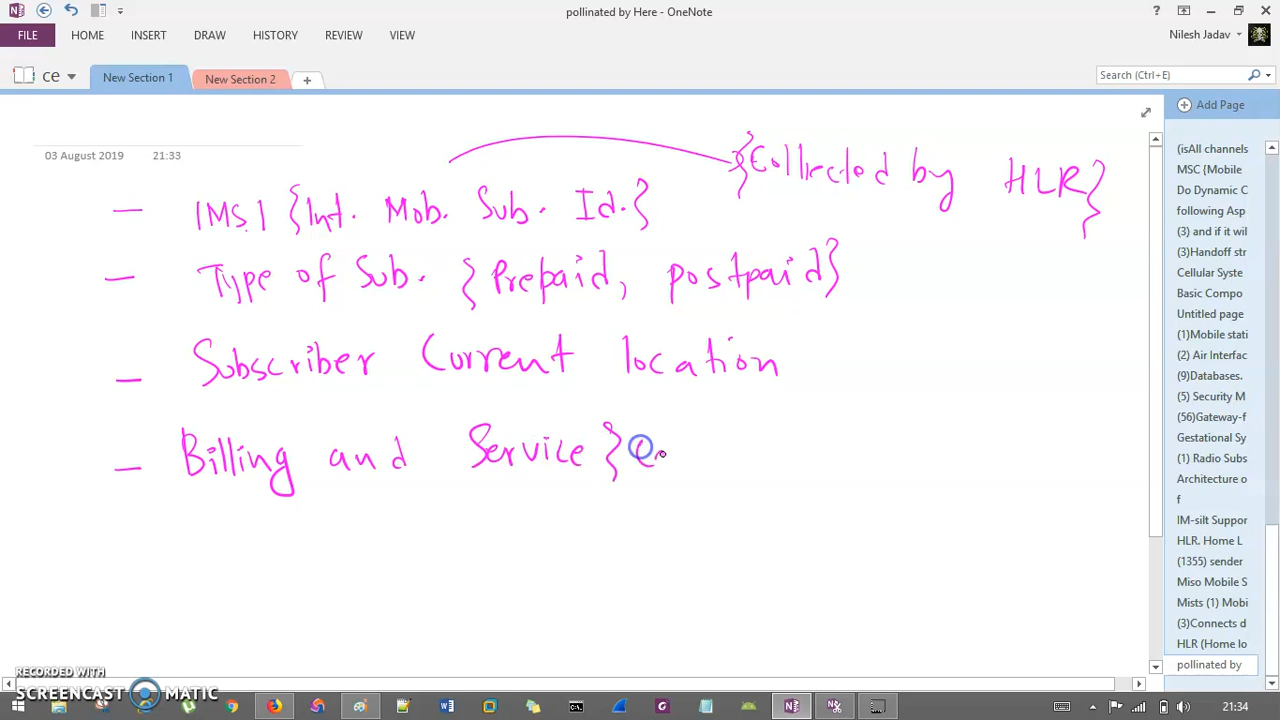 pollinated by Here - OneNote
FILE HOME INSERT DRAW HISTORY REVIEW VIEW
Nilesh Jadav
ce New Section 1 New Section 2 +
Search (Ctrl+E)
Add Page
03 August 2019 21:33
{Collected by HLR}
- IMSI {Int. Mob. Sub. Id.}
- Type of Sub. {Prepaid, postpaid}
- Subscriber Current location
- Billing and Service }
(isAll channels
MSC (Mobile
Do Dynamic C
following Asp
(3) and if it wil
(3)Handoff str
Cellular Syste
Basic Compo
Untitled page
(1)Mobile stati
(2) Air Interfac
(9)Databases.
(5) Security M
(56)Gateway-f
Gestational Sy
(1) Radio Subs
Architecture o
f
IM-silt Suppor
HLR. Home L
(1355) sender
Miso Mobile S
Mists (1) Mobi
(3)Connects d
HLR (Home lo
pollinated by
RECORDED WITH
SCREENCAST MATIC
21:34